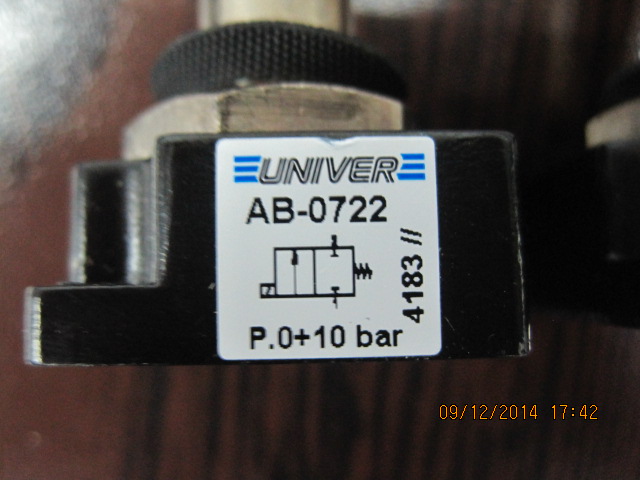 UNIVER
AB-0722
4183 //
P.0+10 bar
09/12/2014 17:42